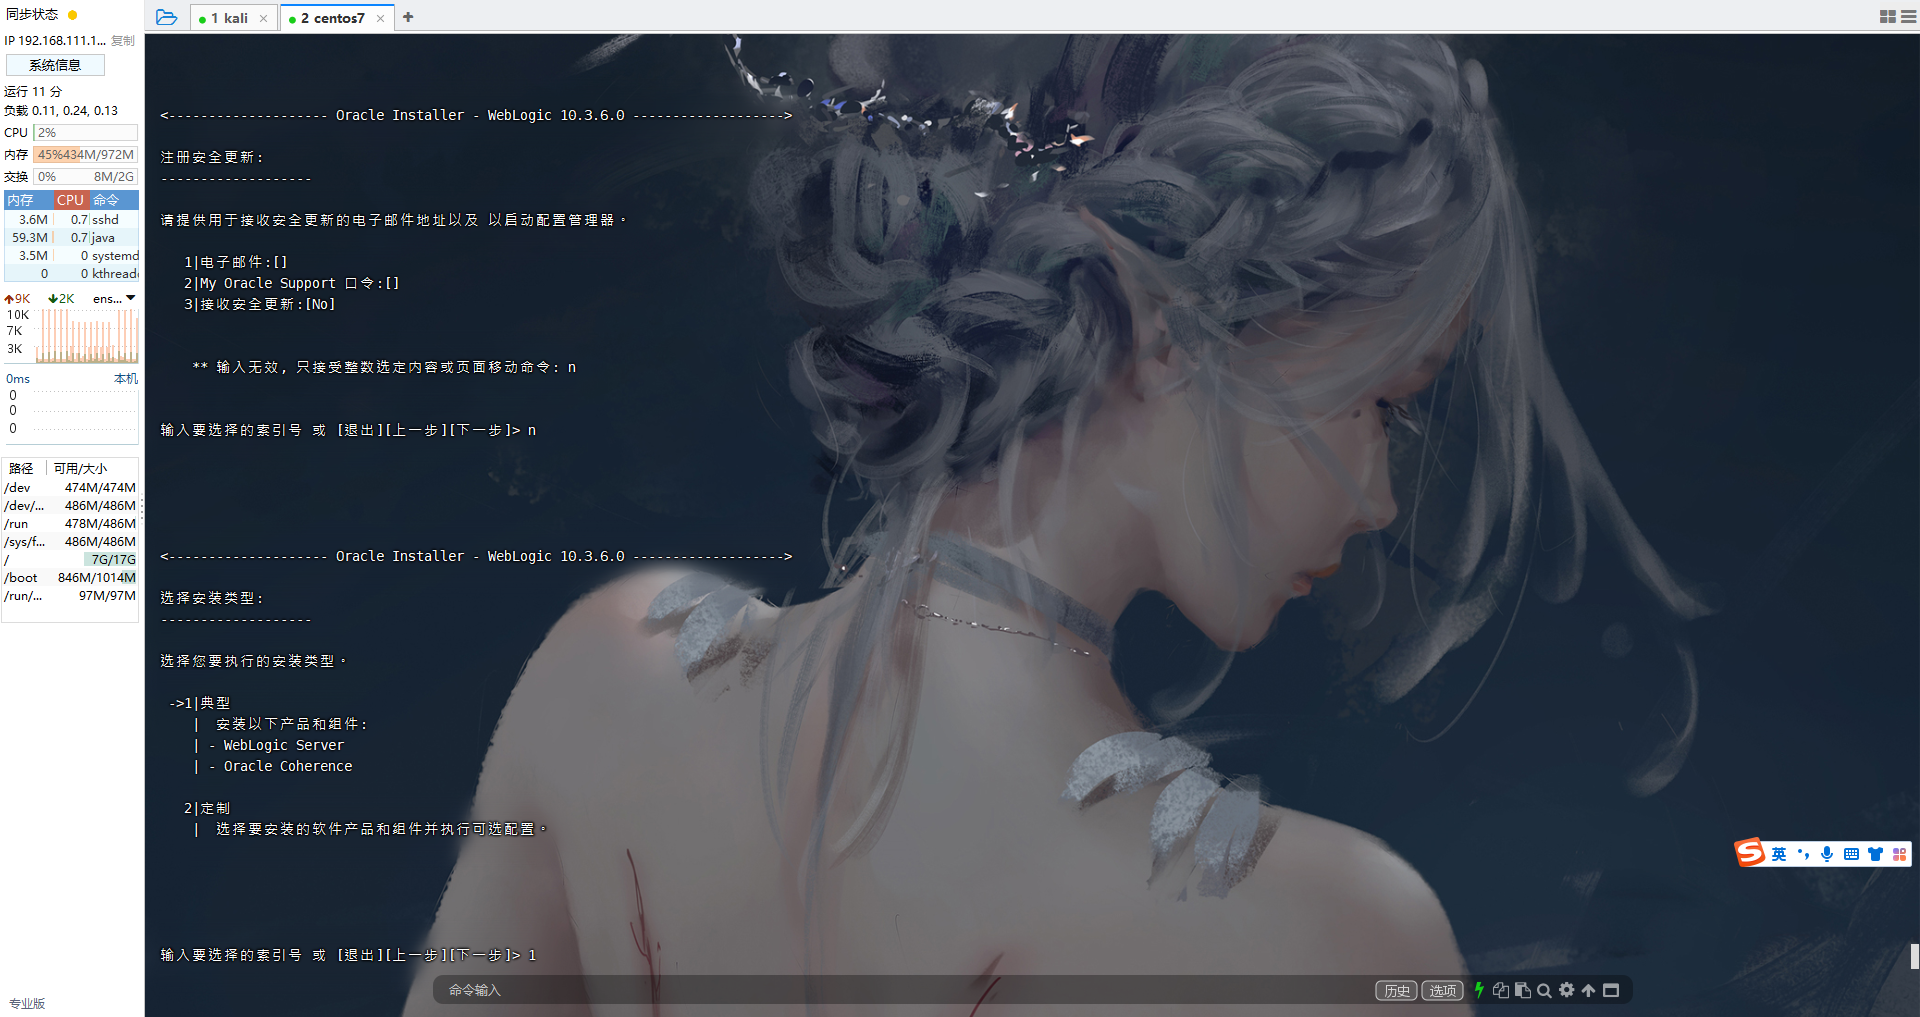 同步状态
IP 192.168.111.1... 复制
系统信息
运行 11 分
负载 0.11, 0.24, 0.13
CPU 2%
内存 45% 434M/972M
交换 0% 8M/2G
内存 CPU 命令
3.6M 0.7 sshd
59.3M 0.7 java
3.5M 0 systemd
0 0 kthread
9K 2K ens...
10K
7K
3K
0ms 本机
0
0
0
路径 可用/大小
/dev 474M/474M
/dev/... 486M/486M
/run 478M/486M
/sys/f... 486M/486M
/ 7G/17G
/boot 846M/1014M
/run/... 97M/97M
专业版
1 kali × 2 centos7 × +
<-------------------- Oracle Installer - WebLogic 10.3.6.0 ------------------->
注册安全更新:
-------------------
请提供用于接收安全更新的电子邮件地址以及 以启动配置管理器。
1|电子邮件:[]
2|My Oracle Support 口令:[]
3|接收安全更新:[No]
** 输入无效, 只接受整数选定内容或页面移动命令: n
输入要选择的索引号 或 [退出][上一步][下一步]> n
<-------------------- Oracle Installer - WebLogic 10.3.6.0 ------------------->
选择安装类型:
-------------------
选择您要执行的安装类型。
->1|典型
| 安装以下产品和组件:
| - WebLogic Server
| - Oracle Coherence
2|定制
| 选择要安装的软件产品和组件并执行可选配置。
输入要选择的索引号 或 [退出][上一步][下一步]> 1
命令输入
历史 选项
S 英